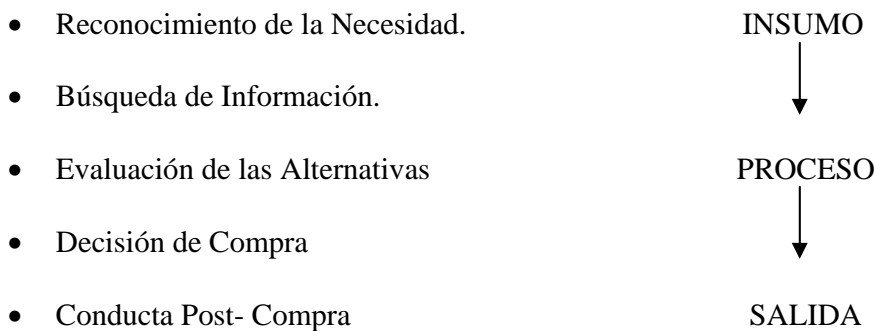 • Reconocimiento de la Necesidad. INSUMO
• Búsqueda de Información.
• Evaluación de las Alternativas PROCESO
• Decisión de Compra
• Conducta Post- Compra SALIDA